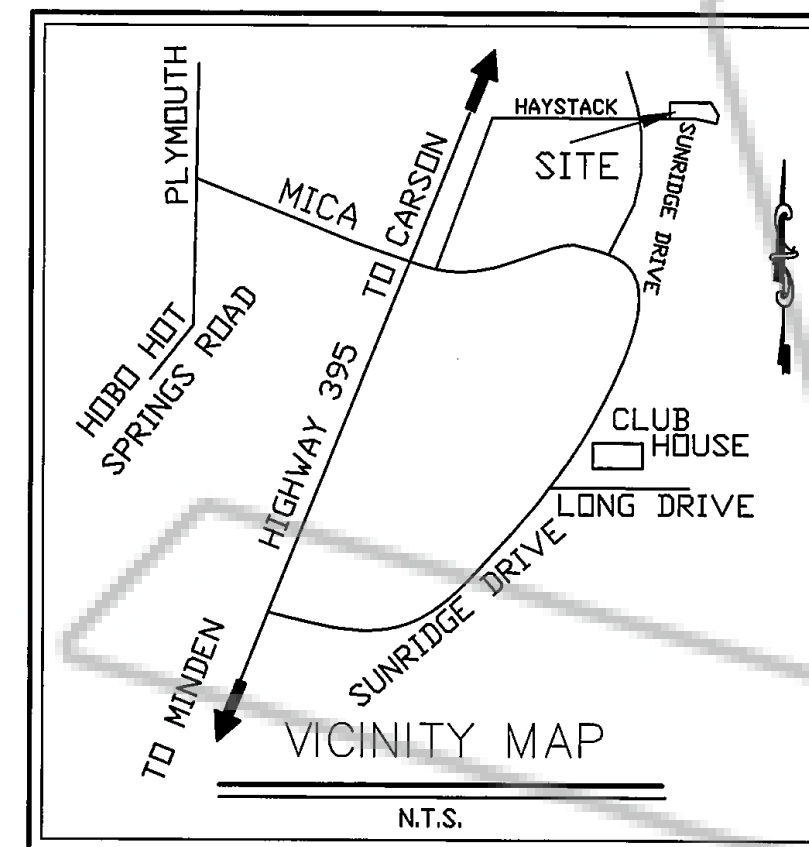 PLYMOUTH
HAYSTACK
SITE
SUNRIDGE DRIVE
MICA
TO CARSON
HOBO HOT
SPRINGS ROAD
HIGHWAY 395
CLUB
HOUSE
LONG DRIVE
SUNRIDGE DRIVE
TO MINDEN
VICINITY MAP
N.T.S.